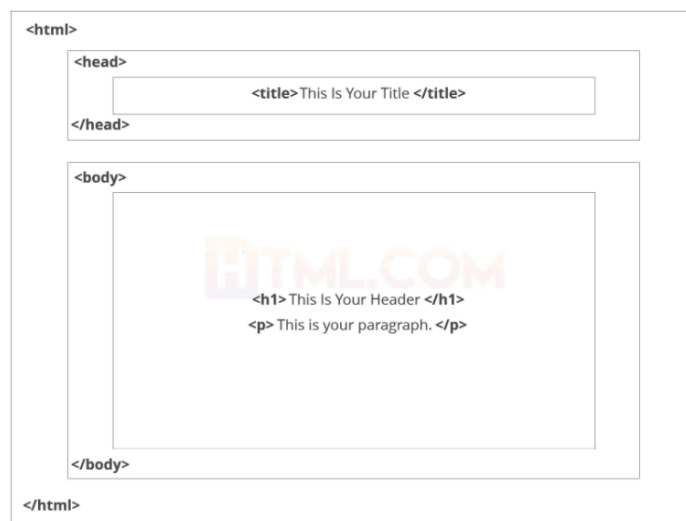 <html>
<head>
<title>This Is Your Title </title>
</head>
<body>
HTML.COM
<h1> This Is Your Header </h1>
<p> This is your paragraph. </p>
</body>
</html>